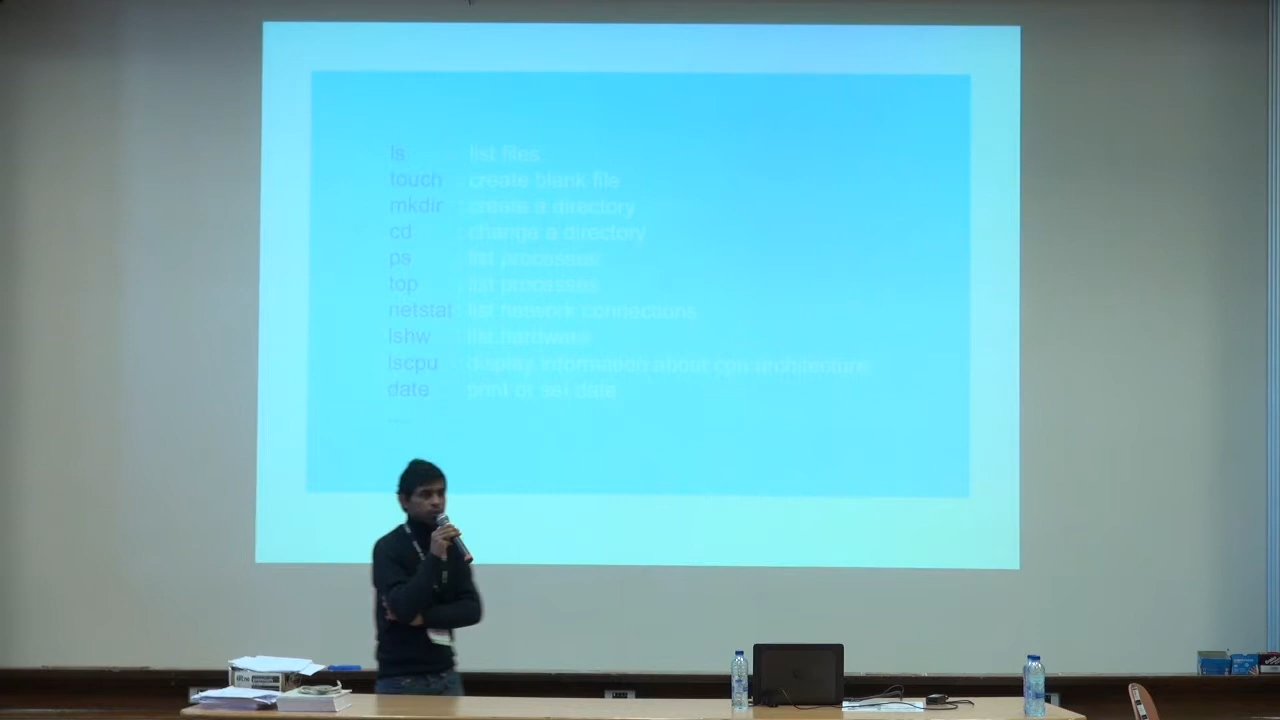 ls : list files
touch : create blank file
mkdir : create a directory
cd : change a directory
ps : list processes
top : list processes
netstat : list network connections
lshw : list hardware
lscpu : display information about cpu architecture
date : print or set date
...